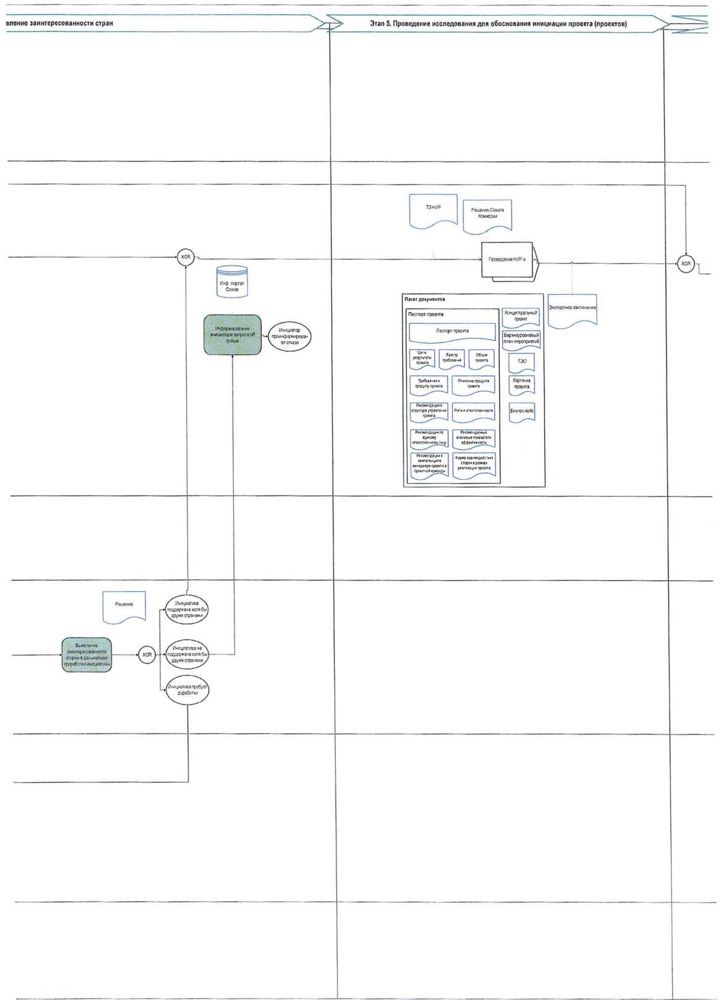 вление заинтересованности стран
Этап 5. Проведение исследования для обоснования инициации проекта (проектов)
ТЭ НИР
Решение Совета
Комиссии
XOR
Проведение НИР и
XOR
Инф. портал
Союза
Информирование
инициатора запроса об
отказе
Инициатор
проинформирован
от отказе
Пакет документов
Паспорт проекта
Паспорт проекта
Цели,
результаты
проекта
Реестр
требований
Объем
проекта
Требования к
продукту проекта
Описание продукта
проекта
Рекомендации к
структуре управления
проекта
Роли и ответственности
Рекомендации по
единому
ответственному лицу
Рекомендуемые
ключевые показатели
эффективности
Рекомендации к
компетенциям
менеджера проекта и
проектной команды
Форма взаимодействия
сторон в рамках
реализации проекта
Концептуальный
проект
Верхнеуровневый
план мероприятий
ТЭО
Карточка
проекта
Бизнес-кейс
Экспортное заключение
Решение
Выявление
заинтересованности
сторон в дальнейшей
проработке инициативы
XOR
Инициатива
поддержана хотя бы
двумя странами
Инициатива не
поддержана хотя бы
двумя странами
Инициатива требует
доработки